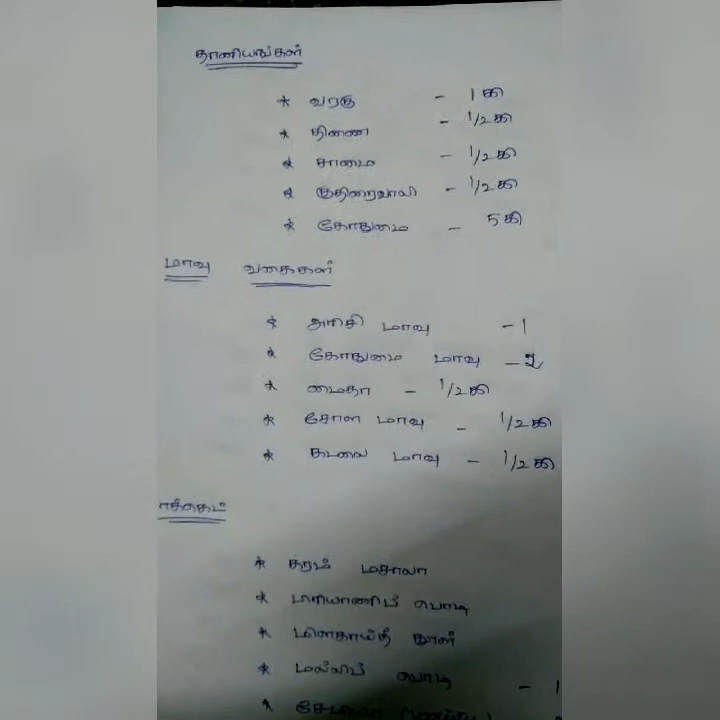 தானியங்கள்
* வரகு - 1 கி
* தினை - 1/2 கி
* சாமை - 1/2 கி
* குதிரைவாலி - 1/2 கி
* கோதுமை - 5 கி
மாவு வகைகள்
* அரிசி மாவு - 1
* கோதுமை மாவு - 2
* மைதா - 1/2 கி
* சோள மாவு - 1/2 கி
* கடலை மாவு - 1/2 கி
* கரம் மசாலா
* பிரியாணிப் பொடி
* மிளகாய்த் தூள்
* மல்லிப் பொடி - 1